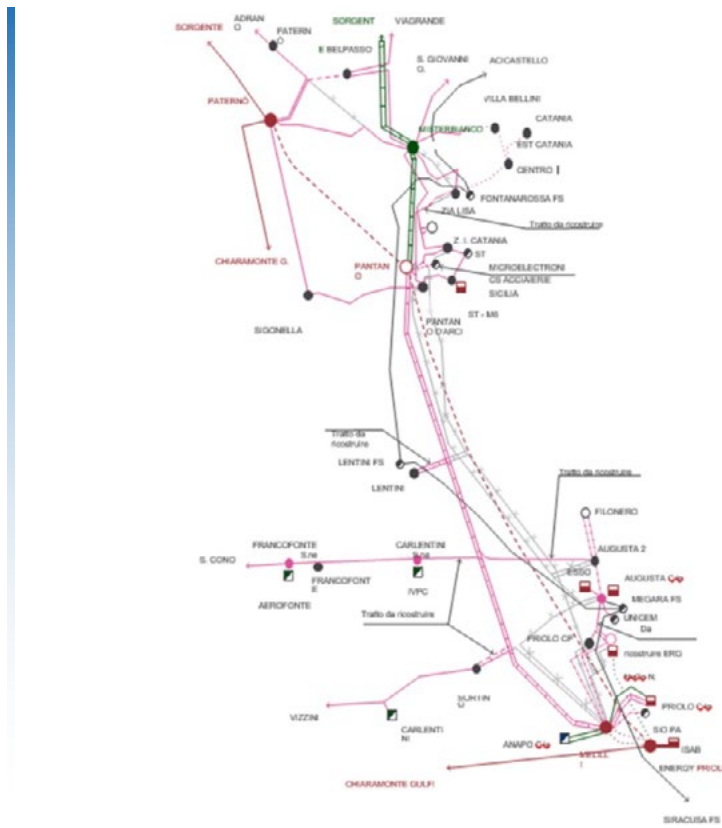 ADRAN
O
SORGENTE
PATERN
Ò
SORGENT
E BELPASSO
VIAGRANDE
S. GIOVANNI
G.
ACICASTELLO
VILLA BELLINI
PATERNÒ
MISTERBIANCO
CATANIA
EST CATANIA
CENTRO
FONTANAROSSA FS
ZIA LISA
Tratto da ricostruire
Z. I. CATANIA
ST
CHIARAMONTE G.
PANTAN
O
MICROELECTRONI
CS ACCIAIERIE
SICILIA
ST - M6
SIGONELLA
PANTAN
O D'ARCI
Tratto da
ricostruire
LENTINI FS
LENTINI
Tratto da ricostruire
FILONERO
S. CONO
FRANCOFONTE
S.ne
CARLENTINI
S.ne
AUGUSTA 2
FRANCOFONT
E
ESSO
AUGUSTA
AEROFONTE
IVPC
MEGARA FS
Tratto da ricostruire
UNICEM
Da
PRIOLO CP
ricostruire ERG
SORTIN
O
PRIOLO
VIZZINI
CARLENTI
NI
ANAPO
MELILL
I
ISAB
ENERGY PRIOL
CHIARAMONTE GULFI
SIRACUSA FS